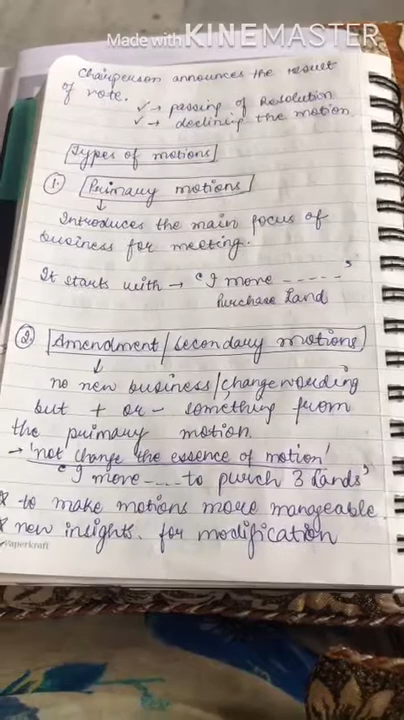 Made with KINEMASTER
Chairperson announces the result
of vote.
✓ → passing of Resolution
✓ → declining the motion
Types of motions
1. Primary motions
↓
Introduces the main focus of
business for meeting.
It starts with → "I move -----"
Purchase Land
2. Amendment/secondary motions
↓
no new business/change wording
but + or - something from
the primary motion.
→ 'not change the essence of motion'
"I move .... to purch 3 lands"
* to make motions more mangeable
* new insights. for modification
Paperkraft